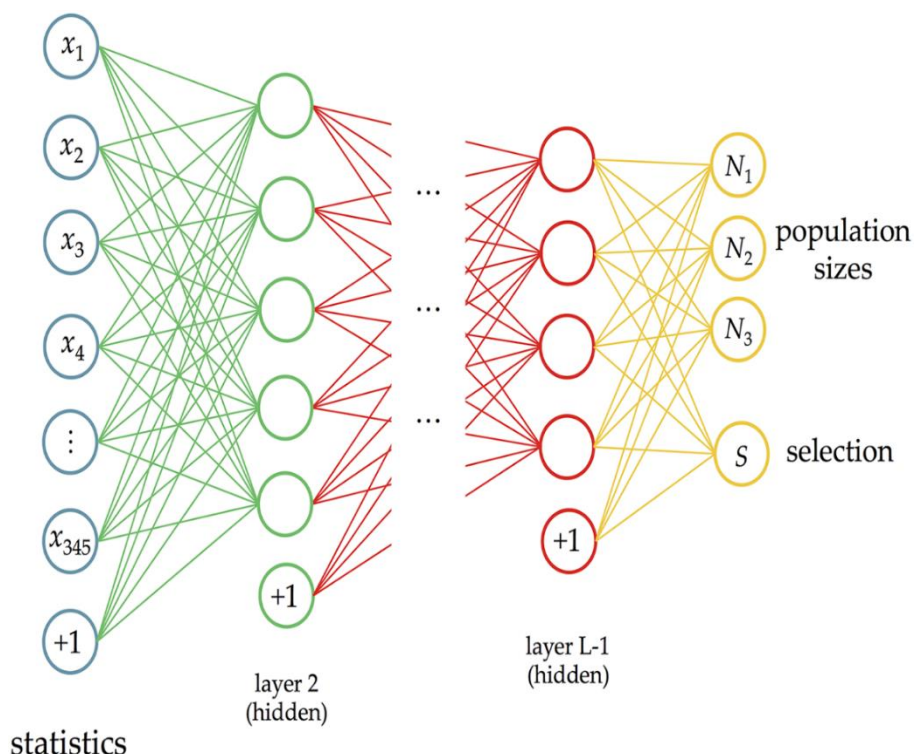 x1
x2
x3
x4
⋮
x345
+1
statistics
+1
layer 2
(hidden)
...
...
...
+1
layer L-1
(hidden)
N1
N2
N3
population
sizes
S
selection